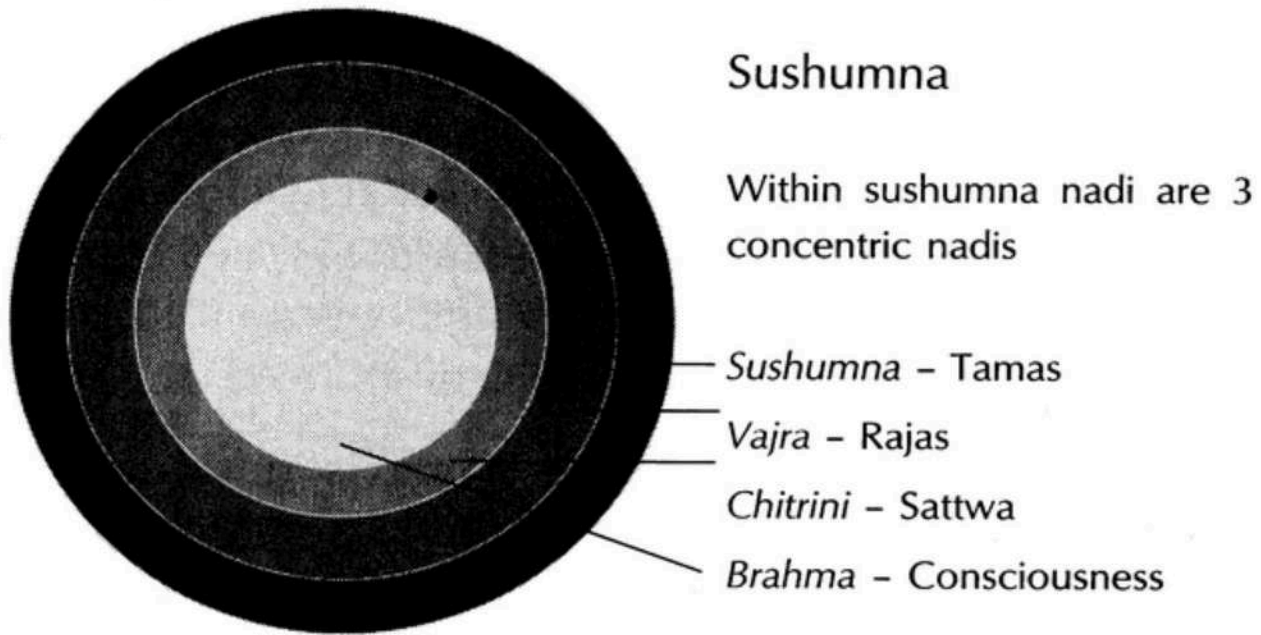 Sushumna
Within sushumna nadi are 3
concentric nadis
Sushumna – Tamas
Vajra – Rajas
Chitrini – Sattwa
Brahma – Consciousness